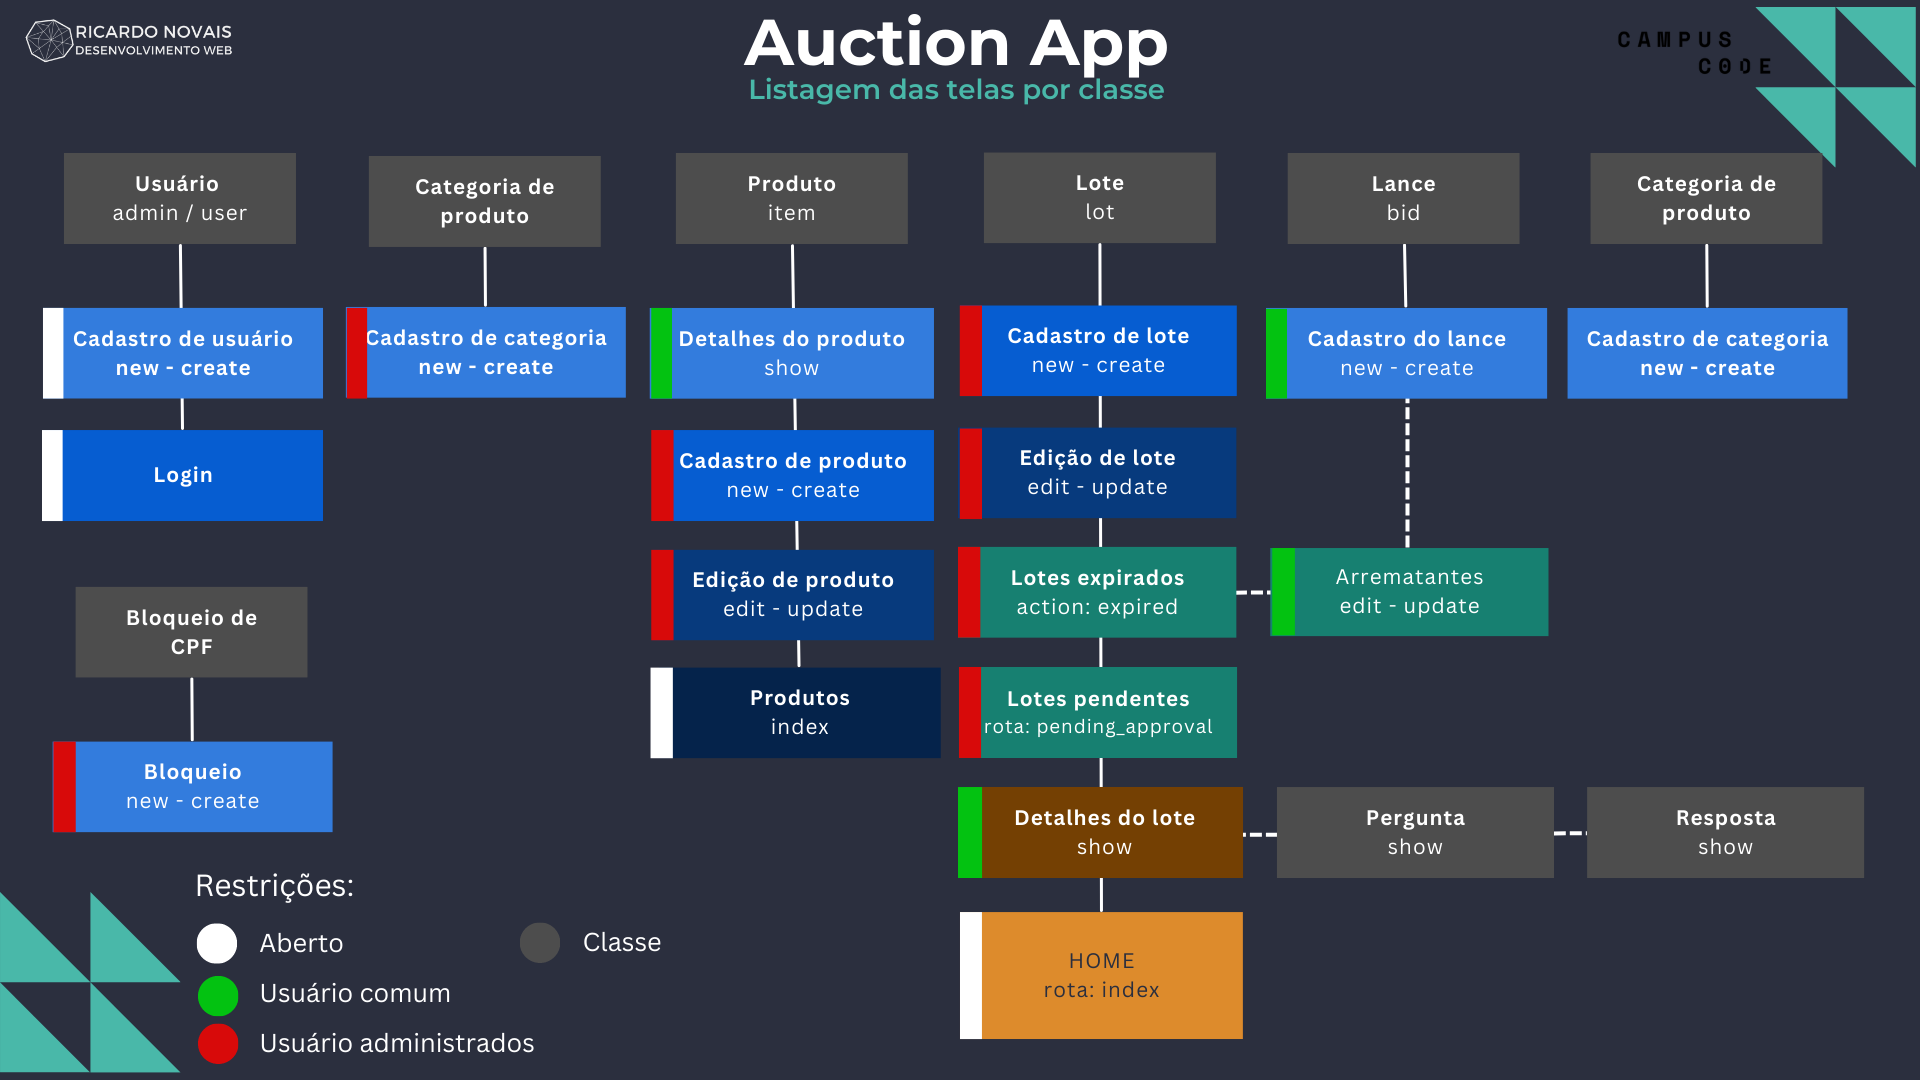 RICARDO NOVAIS
DESENVOLVIMENTO WEB
Auction App
Listagem das telas por classe
CAMPUS
CODE
Usuário
admin / user
Categoria de
produto
Produto
item
Lote
lot
Lance
bid
Categoria de
produto
Cadastro de usuário
new - create
Cadastro de categoria
new - create
Detalhes do produto
show
Cadastro de lote
new - create
Cadastro do lance
new - create
Cadastro de categoria
new - create
Login
Cadastro de produto
new - create
Edição de lote
edit - update
Edição de produto
edit - update
Lotes expirados
action: expired
Arrematantes
edit - update
Bloqueio de
CPF
Produtos
index
Lotes pendentes
rota: pending_approval
Bloqueio
new - create
Detalhes do lote
show
Pergunta
show
Resposta
show
HOME
rota: index
Restrições:
Aberto
Classe
Usuário comum
Usuário administrados